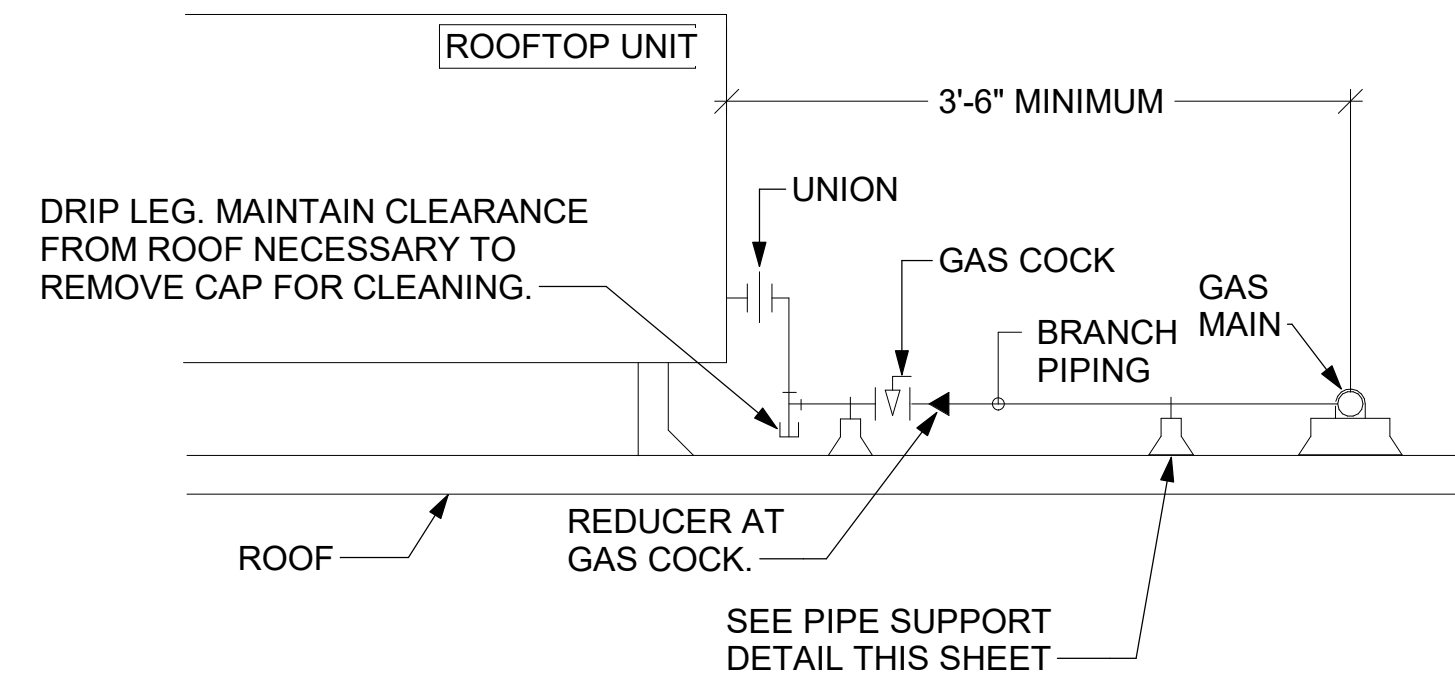 ROOFTOP UNIT
3'-6" MINIMUM
UNION
DRIP LEG. MAINTAIN CLEARANCE
FROM ROOF NECESSARY TO
REMOVE CAP FOR CLEANING.
GAS COCK
GAS
MAIN
BRANCH
PIPING
REDUCER AT
GAS COCK.
ROOF
SEE PIPE SUPPORT
DETAIL THIS SHEET